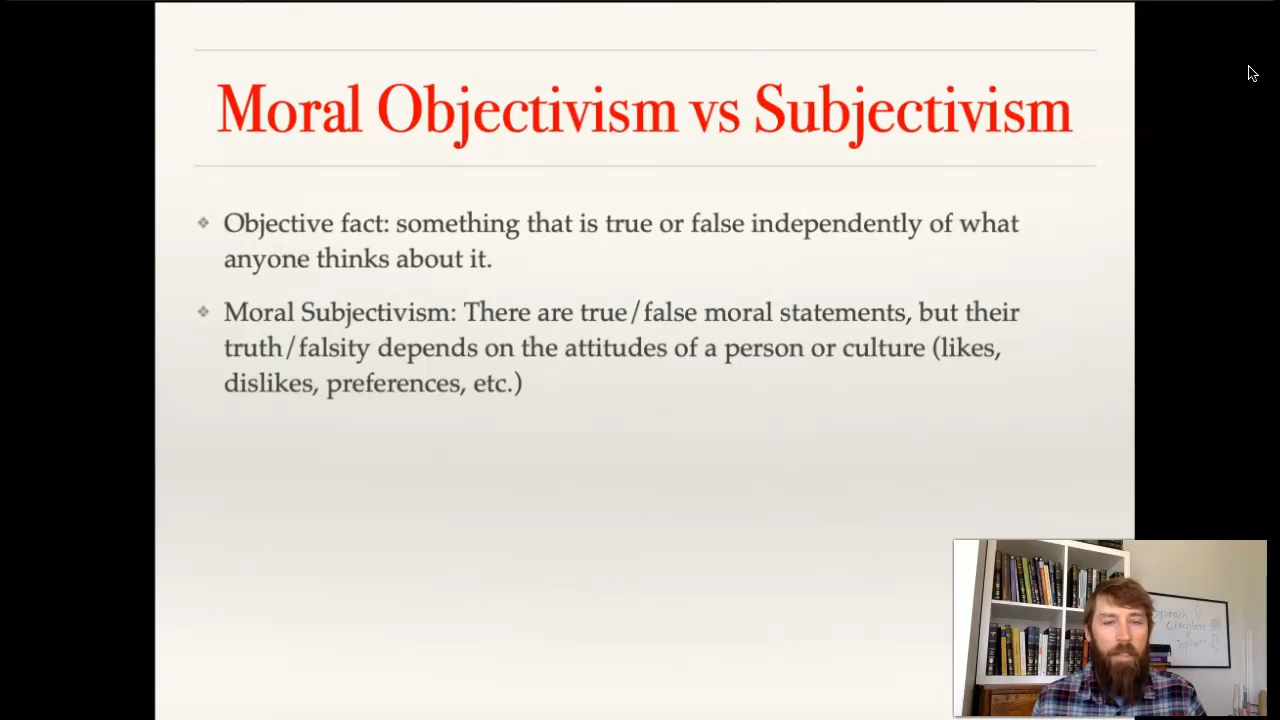 Moral Objectivism vs Subjectivism
Objective fact: something that is true or false independently of what
anyone thinks about it.
Moral Subjectivism: There are true/false moral statements, but their
truth/falsity depends on the attitudes of a person or culture (likes,
dislikes, preferences, etc.)
Spinach
Chocolate